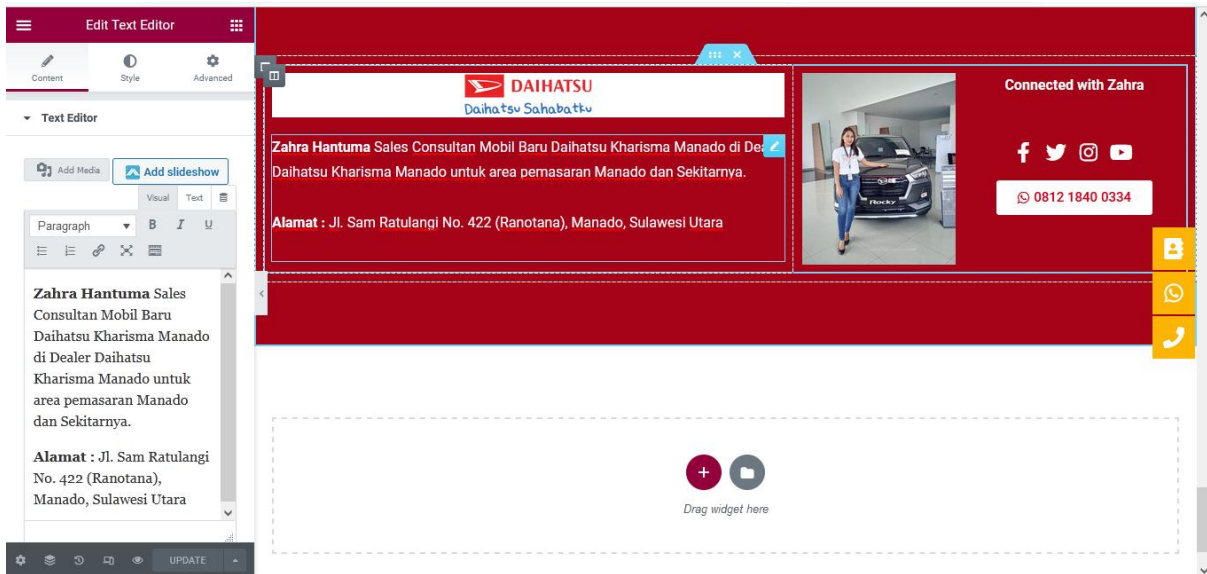 Edit Text Editor
Content
Style
Advanced
Text Editor
Add Media
Add slideshow
Visual
Text
Paragraph
B
I
U
Zahra Hantuma Sales
Consultan Mobil Baru
Daihatsu Kharisma Manado
di Dealer Daihatsu
Kharisma Manado untuk
area pemasaran Manado
dan Sekitarnya.
Alamat : Jl. Sam Ratulangi
No. 422 (Ranotana),
Manado, Sulawesi Utara
UPDATE
DAIHATSU
Daihatsu Sahabatku
Zahra Hantuma Sales Consultan Mobil Baru Daihatsu Kharisma Manado di Dea
Daihatsu Kharisma Manado untuk area pemasaran Manado dan Sekitarnya.
Alamat : Jl. Sam Ratulangi No. 422 (Ranotana), Manado, Sulawesi Utara
Rocky
Connected with Zahra
0812 1840 0334
Drag widget here